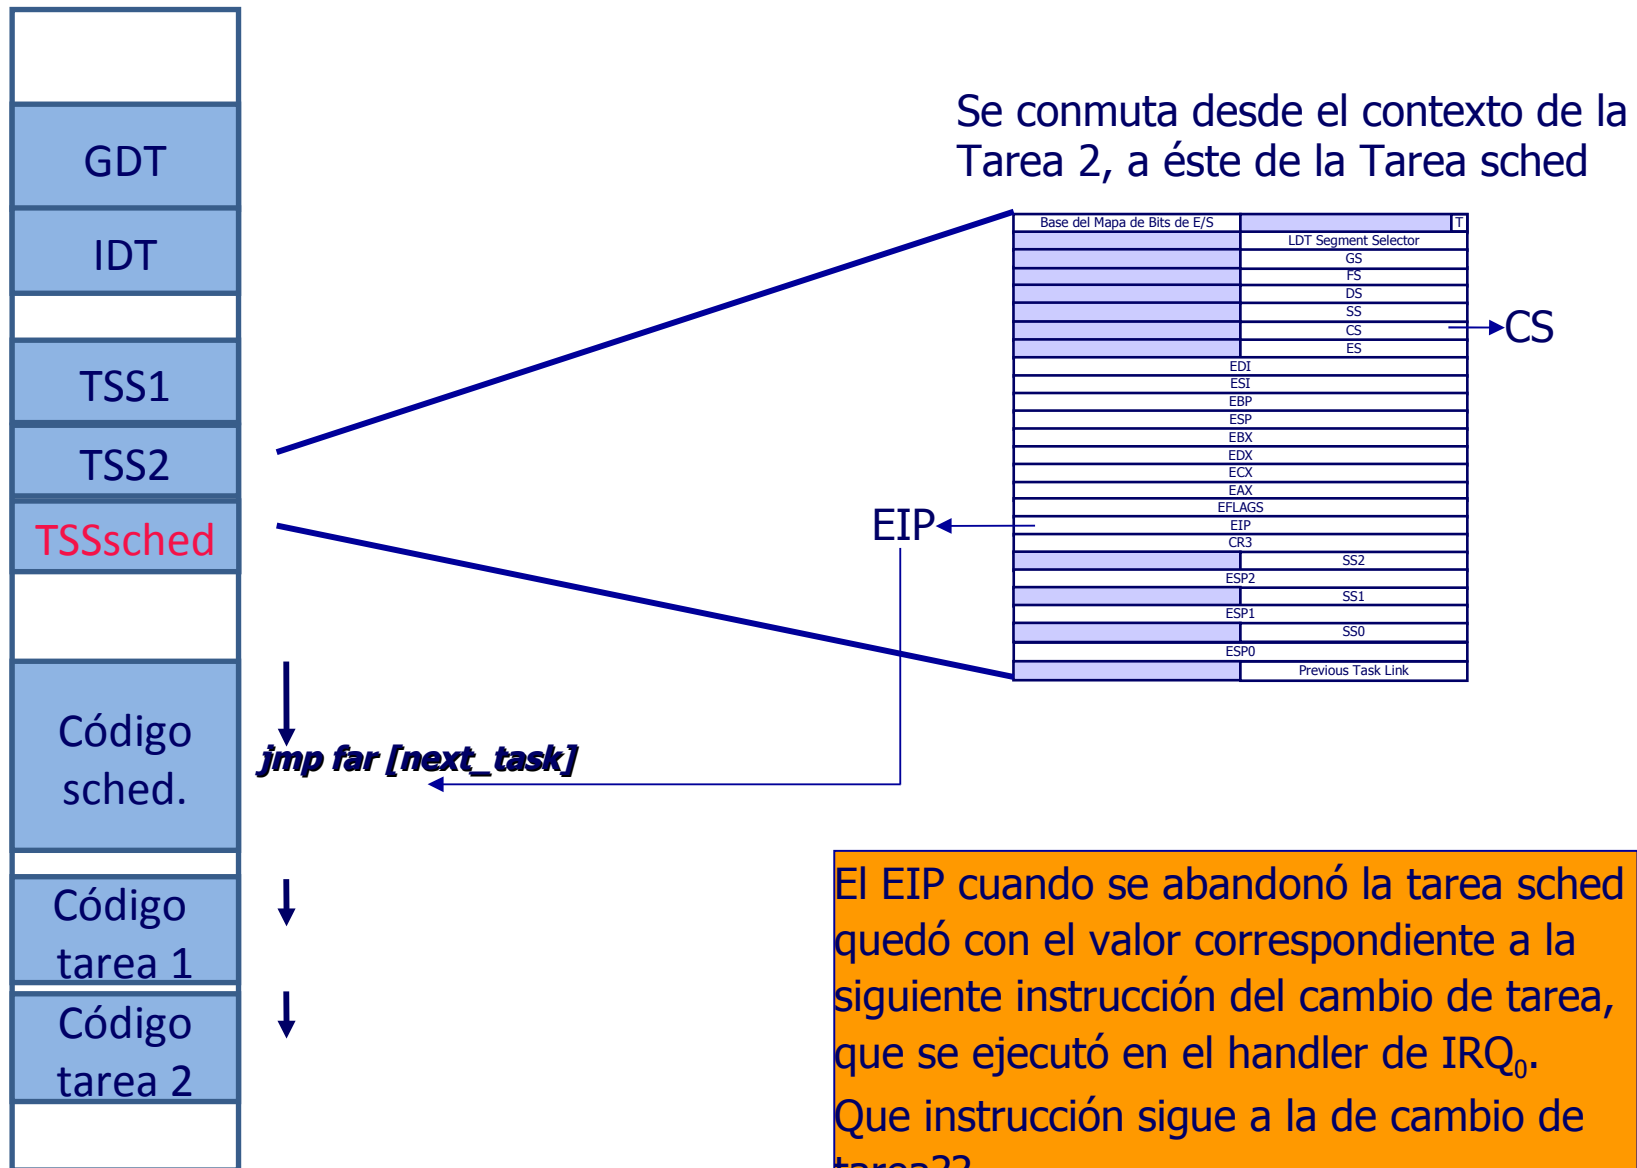 GDT
IDT
TSS1
TSS2
TSSsched
Código
sched.
Código
tarea 1
Código
tarea 2
jmp far [next_task]
Se conmuta desde el contexto de la
Tarea 2, a éste de la Tarea sched
Base del Mapa de Bits de E/S T
LDT Segment Selector
GS
FS
DS
SS
CS
ES
EDI
ESI
EBP
ESP
EBX
EDX
ECX
EAX
EFLAGS
EIP
CR3
SS2
ESP2
SS1
ESP1
SS0
ESP0
Previous Task Link
CS
EIP
El EIP cuando se abandonó la tarea sched
quedó con el valor correspondiente a la
siguiente instrucción del cambio de tarea,
que se ejecutó en el handler de IRQ₀.
Que instrucción sigue a la de cambio de
tarea??